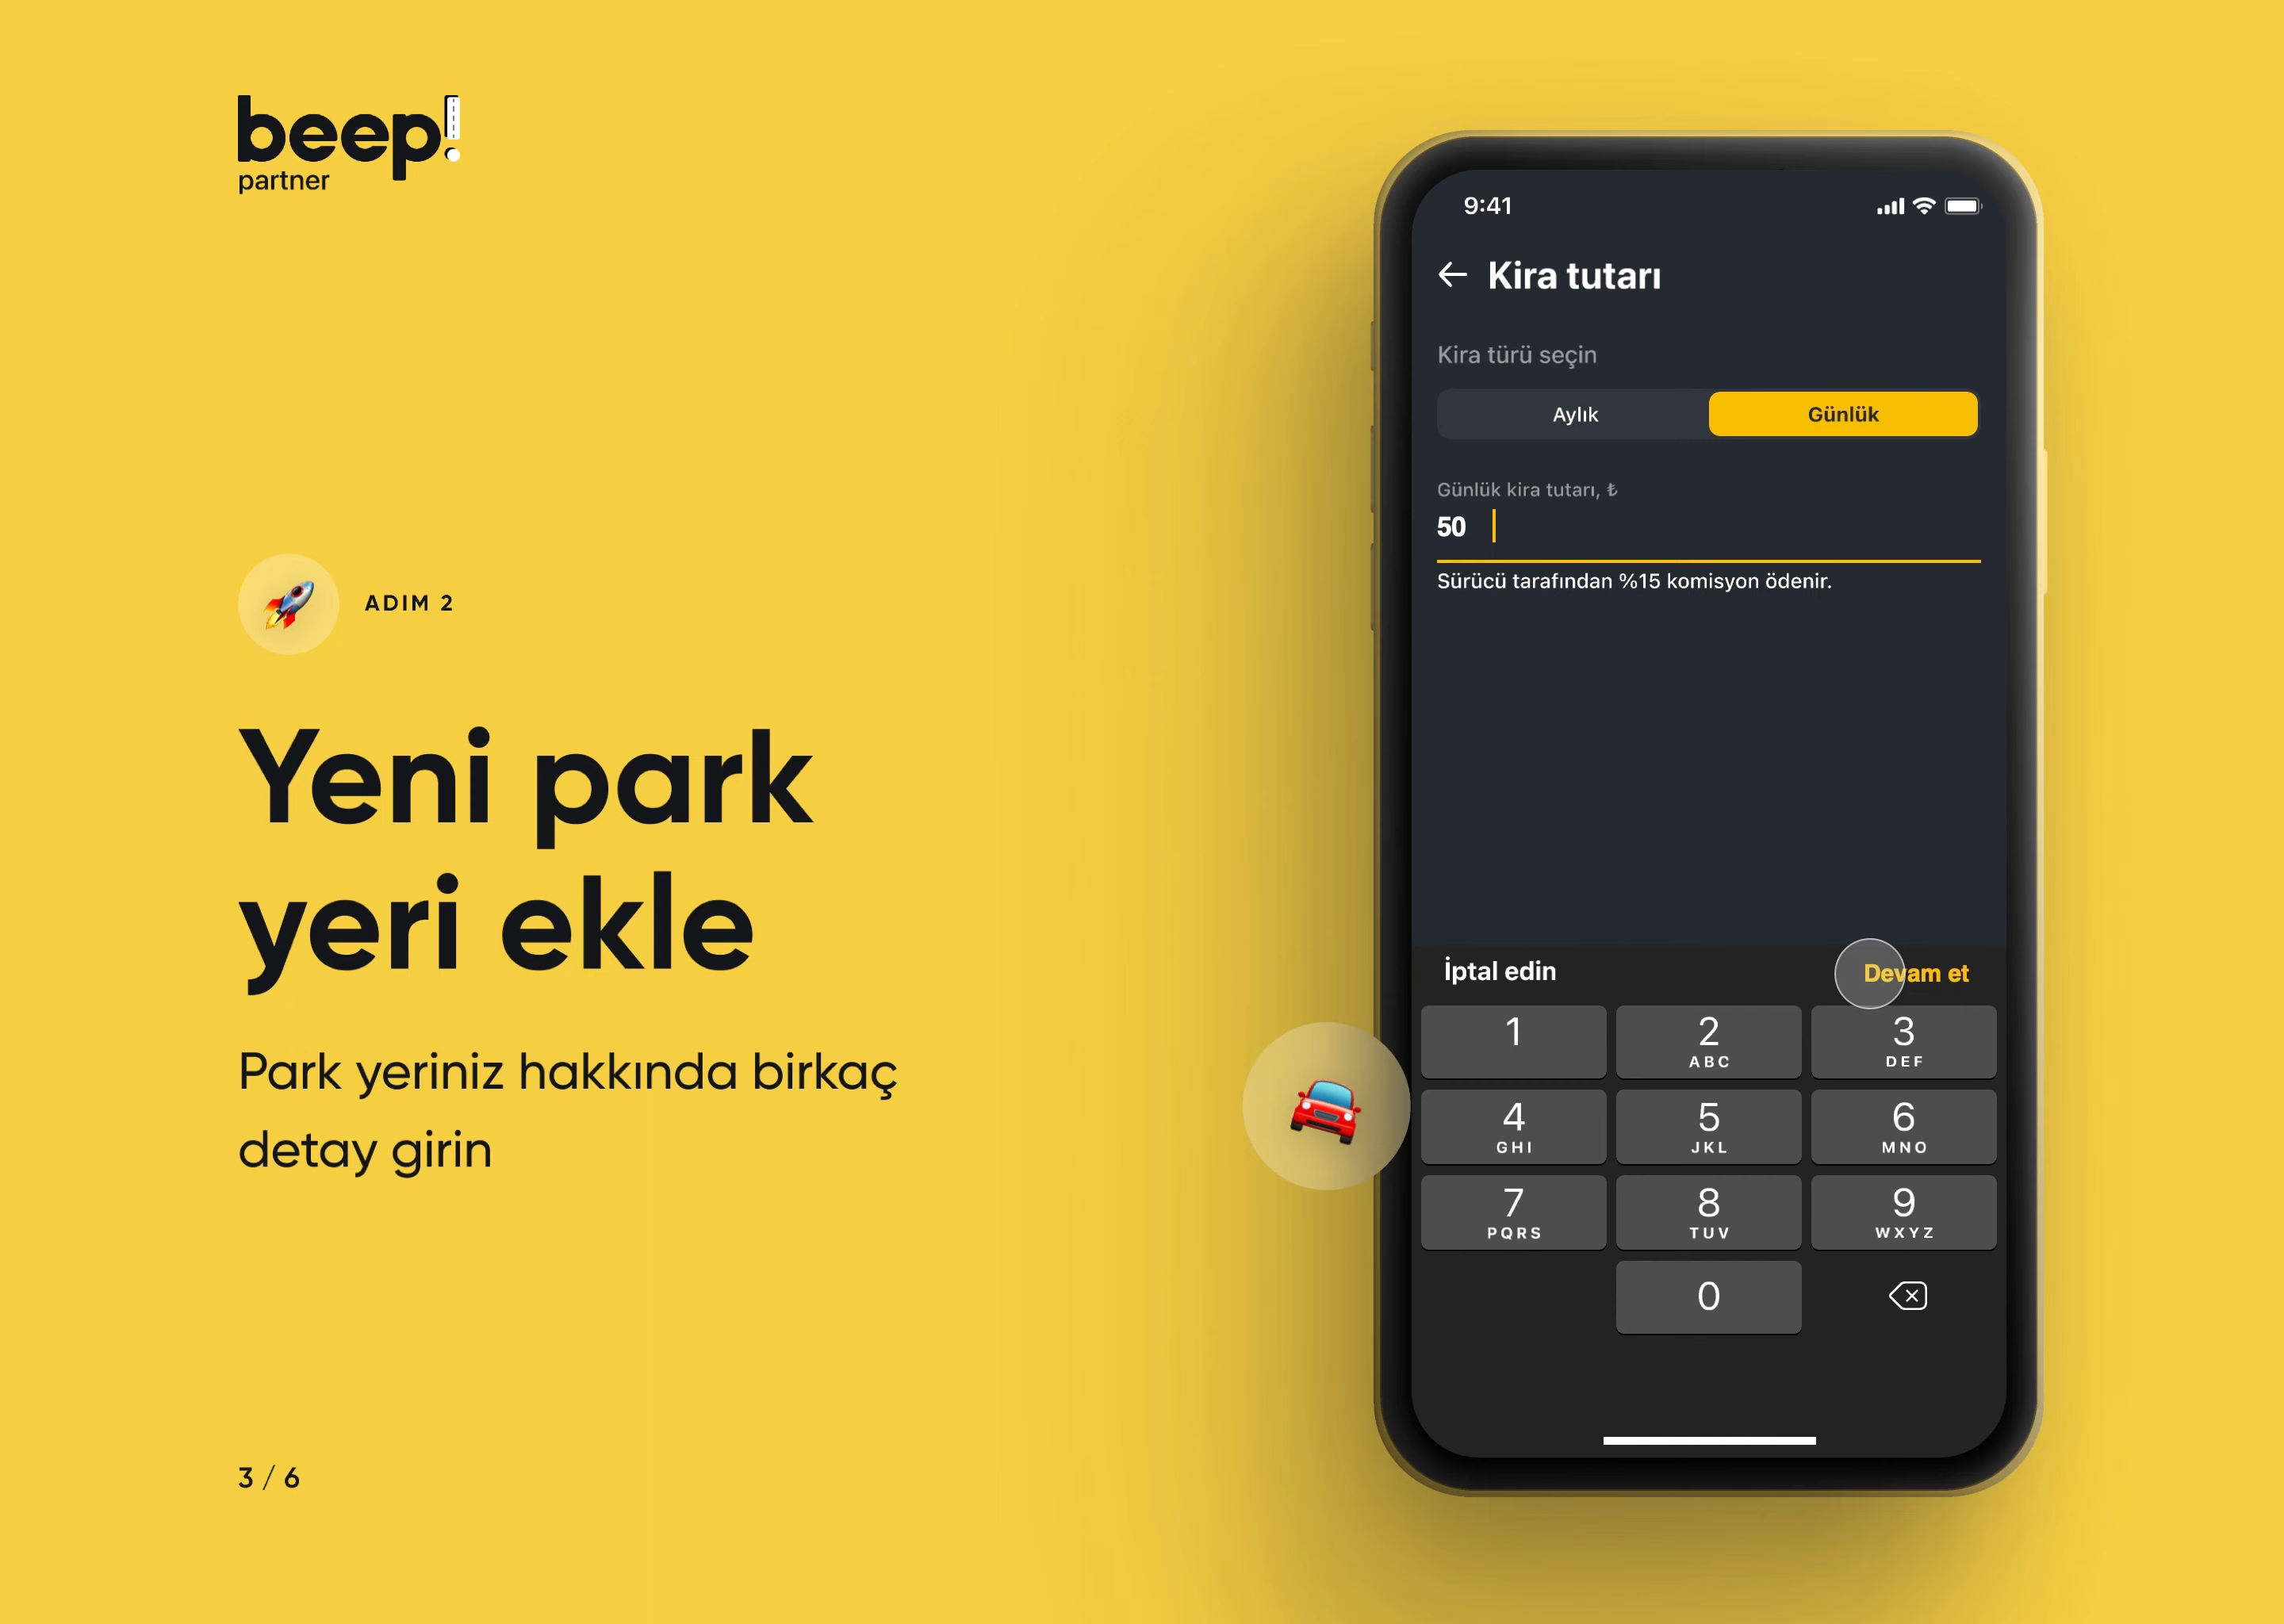 beep!
partner
ADIM 2
Yeni park
yeri ekle
Park yeriniz hakkında birkaç
detay girin
3 / 6
9:41
Kira tutarı
Kira türü seçin
Aylık Günlük
Günlük kira tutarı, ₺
50
Sürücü tarafından %15 komisyon ödenir.
İptal edin Devam et
1 2 3
ABC DEF
4 5 6
GHI JKL MNO
7 8 9
PQRS TUV WXYZ
0